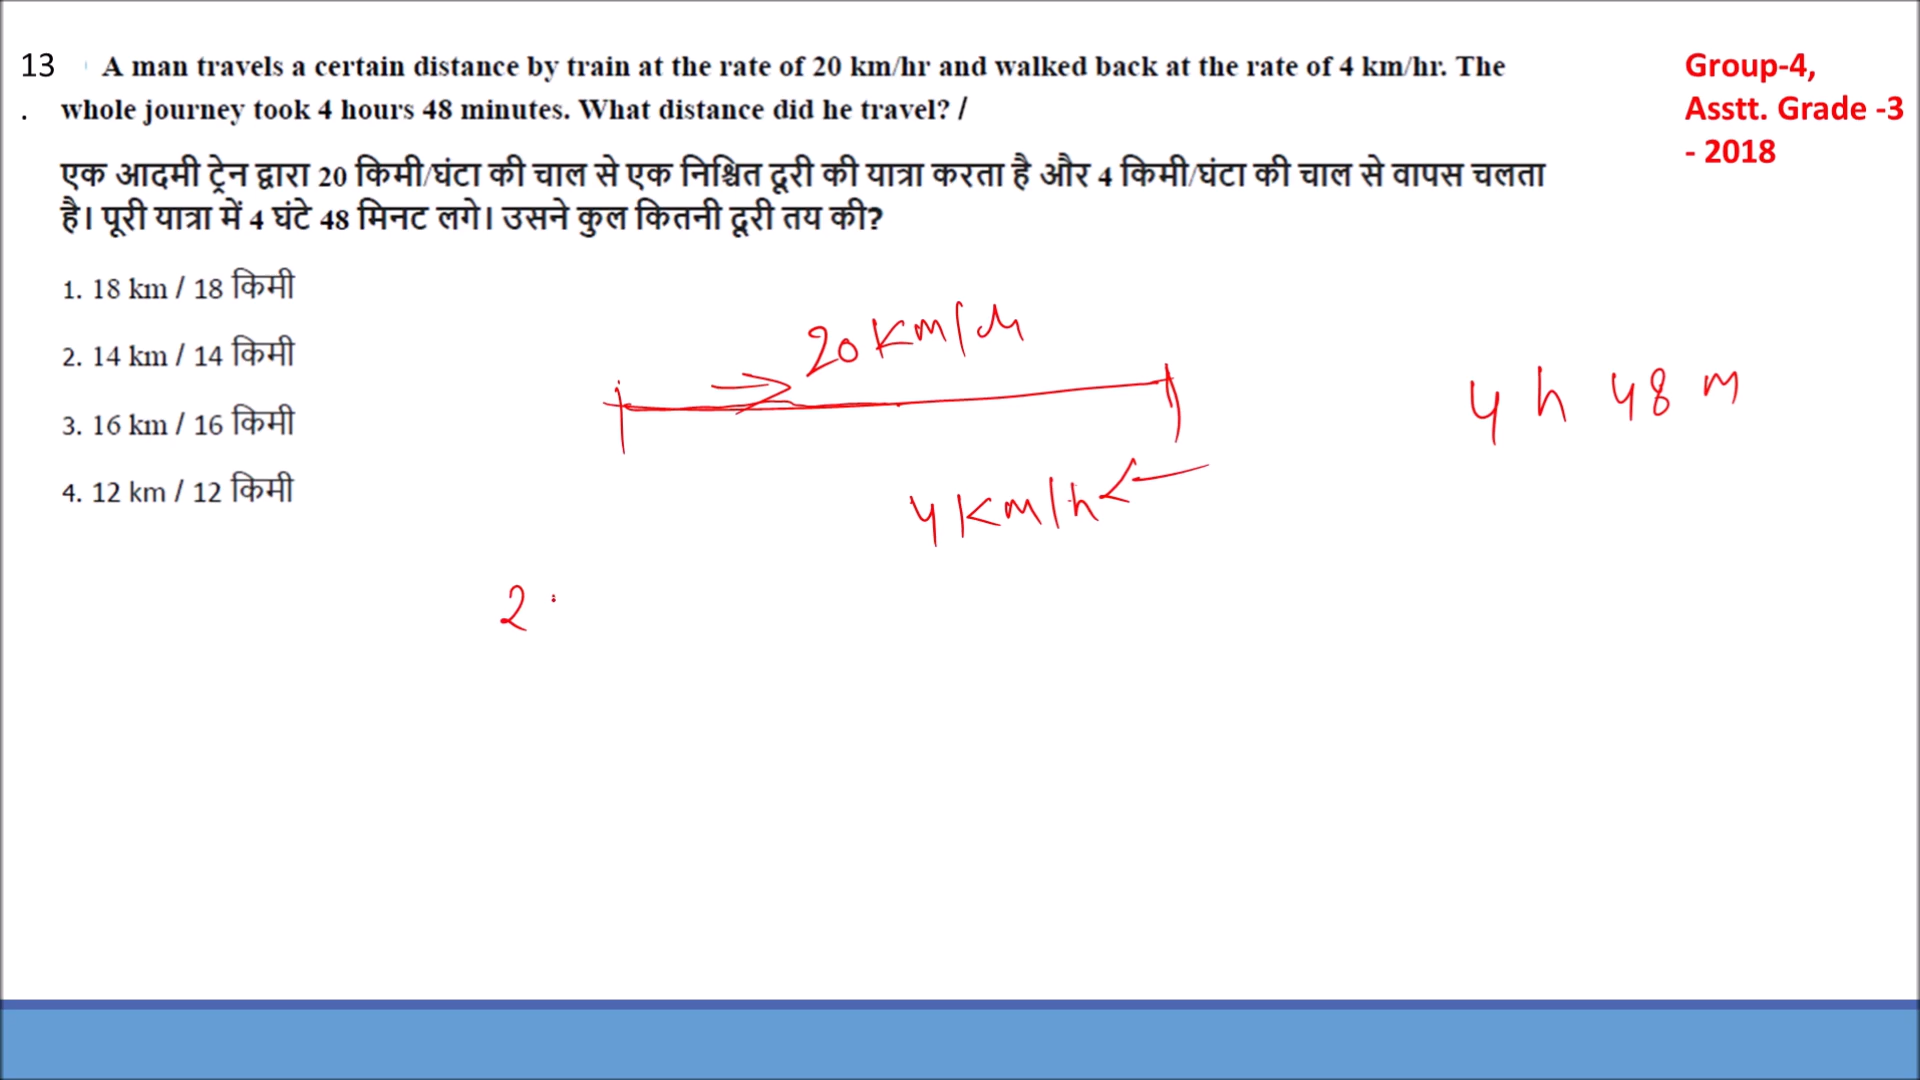 13 A man travels a certain distance by train at the rate of 20 km/hr and walked back at the rate of 4 km/hr. The
. whole journey took 4 hours 48 minutes. What distance did he travel? /
एक आदमी ट्रेन द्वारा 20 किमी/घंटा की चाल से एक निश्चित दूरी की यात्रा करता है और 4 किमी/घंटा की चाल से वापस चलता
है। पूरी यात्रा में 4 घंटे 48 मिनट लगे। उसने कुल कितनी दूरी तय की?
Group-4,
Asstt. Grade -3
- 2018
1. 18 km / 18 किमी
2. 14 km / 14 किमी
3. 16 km / 16 किमी
4. 12 km / 12 किमी
20 Km/h
4 h 48 m
4 Km/h
2